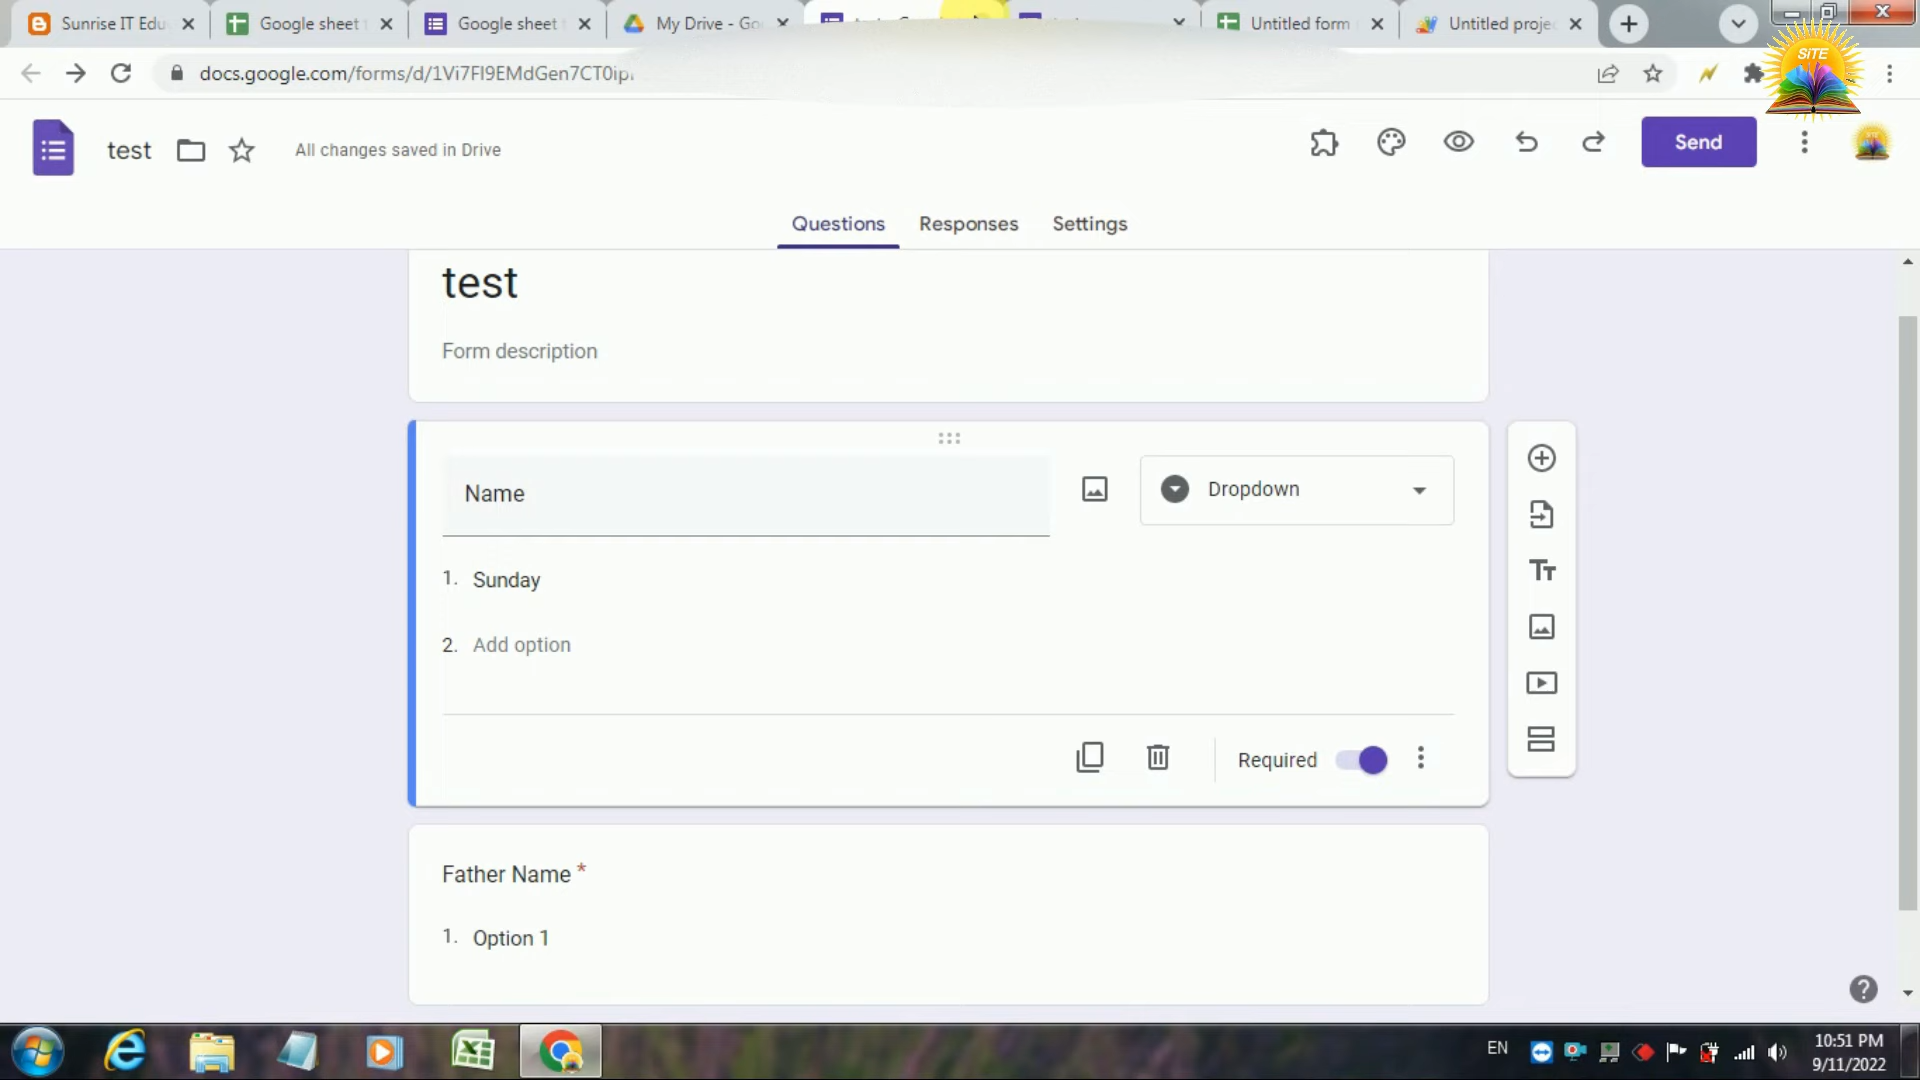 Sunrise IT Edu
Google sheet
Google sheet
My Drive - Go
Untitled form
Untitled projec
docs.google.com/forms/d/1Vi7FI9EMdGen7CT0ip
SiTE
test
All changes saved in Drive
Send
Questions
Responses
Settings
test
Form description
Name
Dropdown
1. Sunday
2. Add option
Required
Father Name *
1. Option 1
EN
10:51 PM
9/11/2022